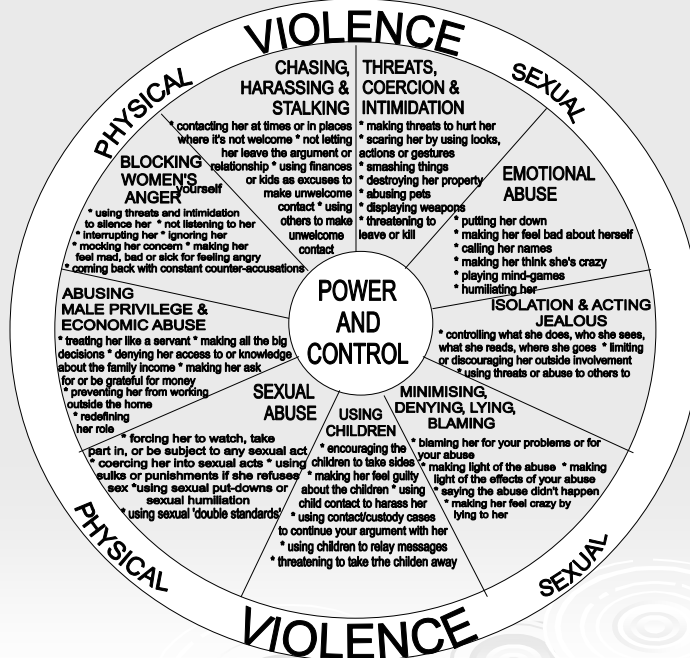 VIOLENCE
PHYSICAL
SEXUAL
CHASING,
HARASSING &
STALKING
* contacting her at times or in places
where it's not welcome * not letting
her leave the argument or
relationship * using finances
or kids as excuses to
make unwelcome
contact * using
others to make
unwelcome
contact
THREATS,
COERCION &
INTIMIDATION
* making threats to hurt her
* scaring her by using looks,
actions or gestures
* smashing things
* destroying her property
* abusing pets
* displaying weapons
* threatening to
leave or kill
EMOTIONAL
ABUSE
* putting her down
* making her feel bad about herself
* calling her names
* making her think she's crazy
* playing mind-games
* humiliating her
ISOLATION & ACTING
JEALOUS
* controlling what she does, who she sees,
what she reads, where she goes * limiting
or discouraging her outside involvement
* using threats or abuse to others to
MINIMISING,
DENYING, LYING,
BLAMING
* blaming her for your problems or for
your abuse
* making light of the abuse * making
light of the effects of your abuse
* saying the abuse didn't happen
* making her feel crazy by
lying to her
USING
CHILDREN
* encouraging the
children to take sides
* making her feel guilty
about the children * using
child contact to harass her
* using contact/custody cases
to continue your argument with her
* using children to relay messages
* threatening to take trhe childen away
SEXUAL
ABUSE
* forcing her to watch, take
part in, or be subject to any sexual act
* coercing her into sexual acts * using
sulks or punishments if she refuses
sex *using sexual put-downs or
sexual humiliation
* using sexual 'double standards'
ABUSING
MALE PRIVILEGE &
ECONOMIC ABUSE
* treating her like a servant * making all the big
decisions * denying her access to or knowledge
about the family income * making her ask
for or be grateful for money
* preventing her from working
outside the home
* redefining
her role
BLOCKING
WOMEN'S
ANGER
yourself
* using threats and intimidation
to silence her * not listening to her
* interrupting her * ignoring her
* mocking her concern * making her
feel mad, bad or sick for feeling angry
* coming back with constant counter-accusations
POWER
AND
CONTROL
PHYSICAL
SEXUAL
VIOLENCE